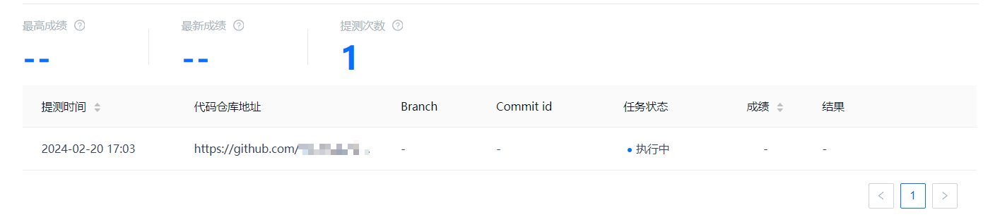 最高成绩 最新成绩 提测次数
-- -- 1
提测时间 代码仓库地址 Branch Commit id 任务状态 成绩 结果
2024-02-20 17:03 https://github.com/ - - 执行中 - -
< 1 >